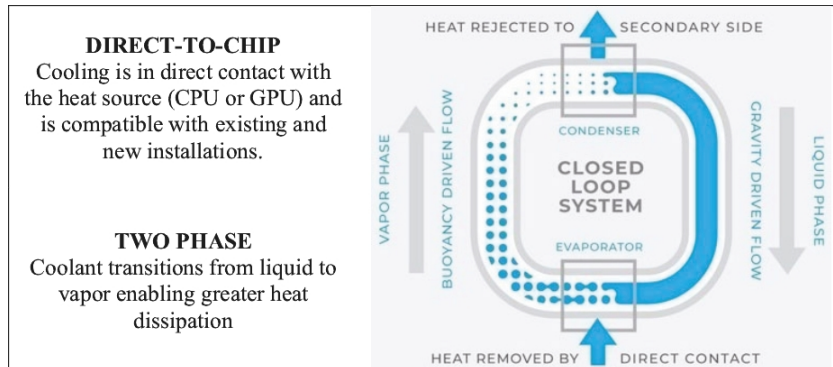 DIRECT-TO-CHIP
Cooling is in direct contact with
the heat source (CPU or GPU) and
is compatible with existing and
new installations.
TWO PHASE
Coolant transitions from liquid to
vapor enabling greater heat
dissipation
HEAT REJECTED TO SECONDARY SIDE
VAPOR PHASE
BUOYANCY DRIVEN FLOW
CONDENSER
CLOSED
LOOP
SYSTEM
EVAPORATOR
GRAVITY DRIVEN FLOW
LIQUID PHASE
HEAT REMOVED BY DIRECT CONTACT